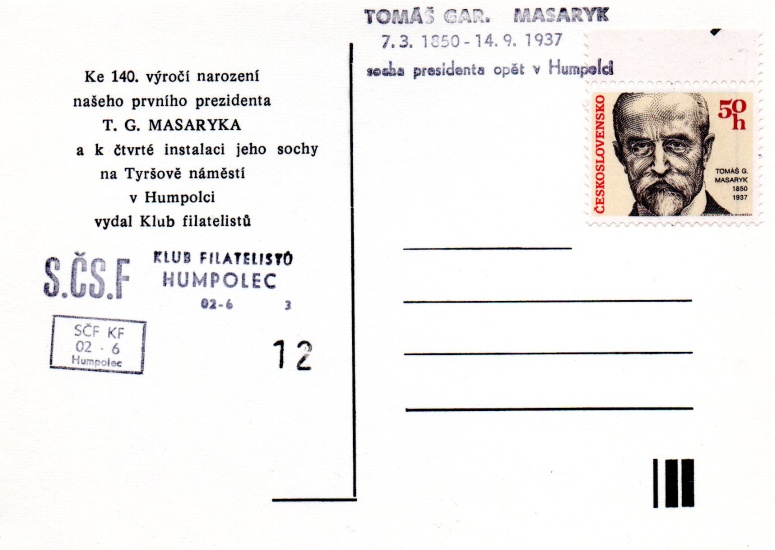 TOMÁŠ GAR. MASARYK
7.3. 1850 - 14.9. 1937
socha presidenta opět v Humpolci
Ke 140. výročí narození
našeho prvního prezidenta
T. G. MASARYKA
a k čtvrté instalaci jeho sochy
na Tyršově náměstí
v Humpolci
vydal Klub filatelistů
S.ČS.F
KLUB FILATELISTŮ
HUMPOLEC
02-6 3
SČF KF
02 - 6
Humpolec
12
ČESKOSLOVENSKO
50
h
TOMÁŠ G.
MASARYK
1850
1937